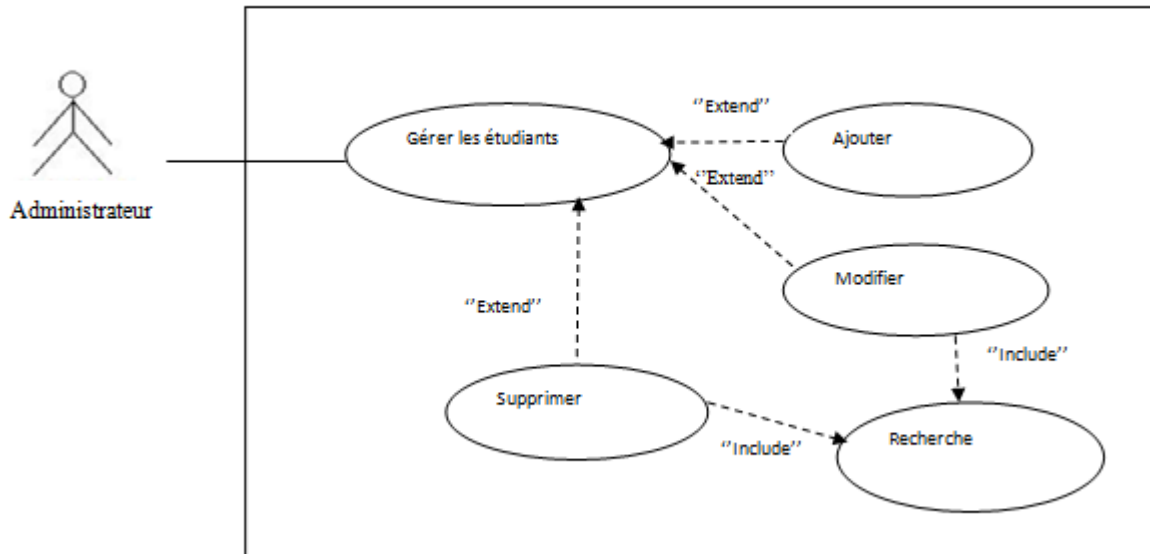 ‘’Extend’’
Gérer les étudiants
Ajouter
‘’Extend’’
Administrateur
Modifier
‘’Extend’’
‘’Include’’
Supprimer
‘’Include’’
Recherche